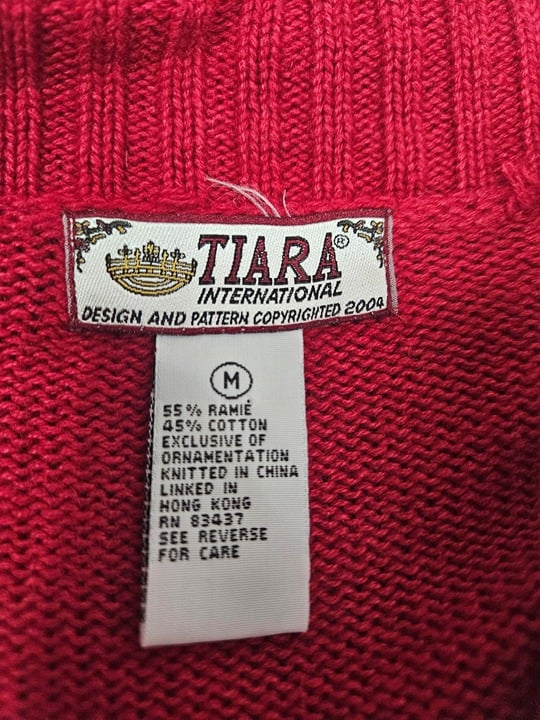 TIARA®
INTERNATIONAL
DESIGN AND PATTERN COPYRIGHTED 2004
M
55% RAMIE
45% COTTON
EXCLUSIVE OF
ORNAMENTATION
KNITTED IN CHINA
LINKED IN
HONG KONG
RN 83437
SEE REVERSE
FOR CARE